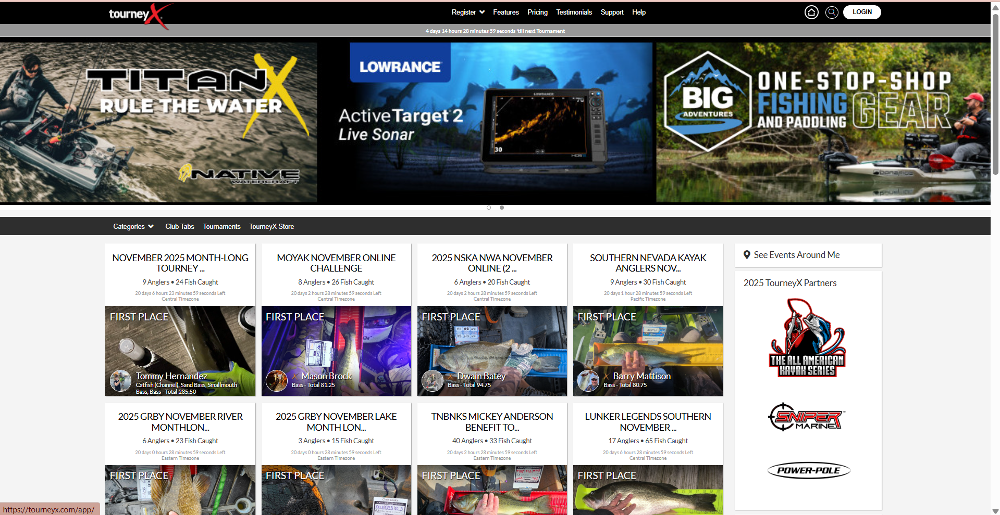 tourneyX
Register
Features
Pricing
Testimonials
Support
Help
LOGIN
4 days 14 hours 28 minutes 59 seconds 'till next Tournament
TITAN X
RULE THE WATER
NATIVE
WATERCRAFT
LOWRANCE
ActiveTarget 2
Live Sonar
LOWRANCE
30
HDS
BIG
ADVENTURES
ONE-STOP-SHOP
FISHING GEAR
AND PADDLING
bonafide
Categories
Club Tabs
Tournaments
TourneyX Store
NOVEMBER 2025 MONTH-LONG
TOURNEY ...
9 Anglers • 24 Fish Caught
20 days 6 hours 23 minutes 59 seconds Left
Central Timezone
FIRST PLACE
Tommy Hernandez
Catfish (Channel), Sand Bass, Smallmouth
Bass, Bass - Total 285.50
MOYAK NOVEMBER ONLINE
CHALLENGE
8 Anglers • 26 Fish Caught
20 days 2 hours 28 minutes 59 seconds Left
Central Timezone
FIRST PLACE
X Mason Brock
Bass - Total 81.25
2025 NSKA NWA NOVEMBER
ONLINE (2 ...
6 Anglers • 20 Fish Caught
20 days 2 hours 28 minutes 59 seconds Left
Central Timezone
FIRST PLACE
X Dwain Batey
Bass - Total 94.75
SOUTHERN NEVADA KAYAK
ANGLERS NOV...
9 Anglers • 30 Fish Caught
20 days 1 hour 28 minutes 59 seconds Left
Pacific Timezone
FIRST PLACE
X Barry Mattison
Bass - Total 80.75
See Events Around Me
2025 TourneyX Partners
THE ALL AMERICAN
KAYAK SERIES
SNIPER
MARINE
POWER-POLE
2025 GRBY NOVEMBER RIVER
MONTHLON...
6 Anglers • 23 Fish Caught
20 days 0 hours 28 minutes 59 seconds Left
Eastern Timezone
FIRST PLACE
2025 GRBY NOVEMBER LAKE
MONTH LON...
3 Anglers • 15 Fish Caught
20 days 0 hours 28 minutes 59 seconds Left
Eastern Timezone
FIRST PLACE
TNBNKS MICKEY ANDERSON
BENEFIT TO...
40 Anglers • 33 Fish Caught
20 days 2 hours 28 minutes 59 seconds Left
Eastern Timezone
FIRST PLACE
LUNKER LEGENDS SOUTHERN
NOVEMBER ...
17 Anglers • 65 Fish Caught
20 days 6 hours 28 minutes 59 seconds Left
Central Timezone
FIRST PLACE
https://tourneyx.com/app/